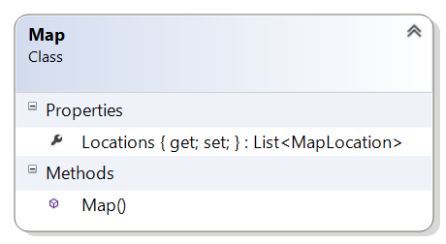 Map
Class
Properties
Locations { get; set; } : List<MapLocation>
Methods
Map()